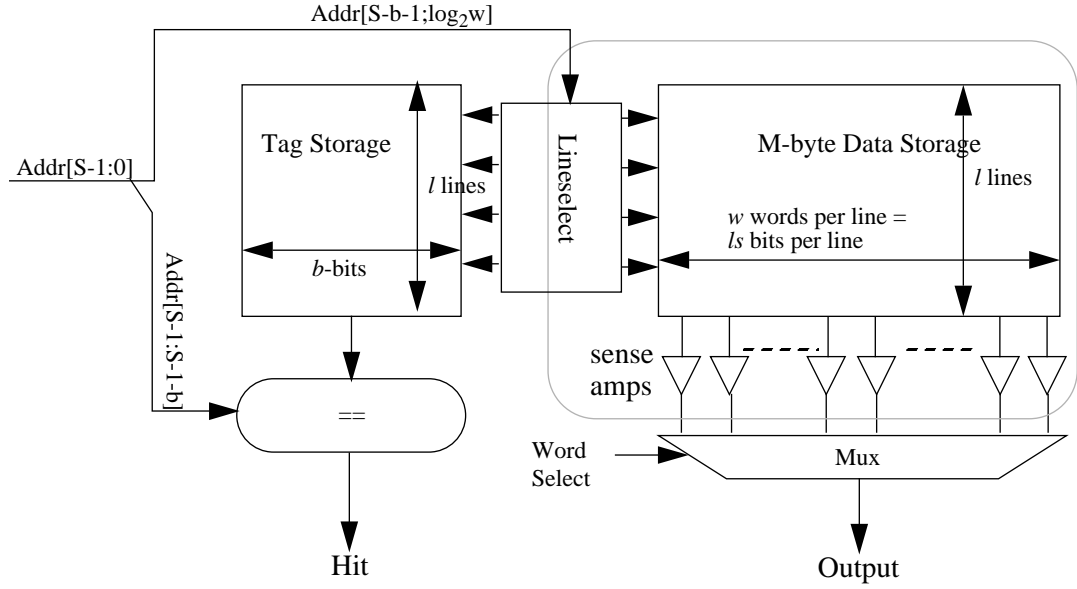 Addr[S-b-1;log2w]
Tag Storage
Lineselect
M-byte Data Storage
Addr[S-1:0]
l lines
l lines
w words per line =
ls bits per line
b-bits
Addr[S-1:S-1-b]
sense
amps
==
Word
Select
Mux
Hit
Output